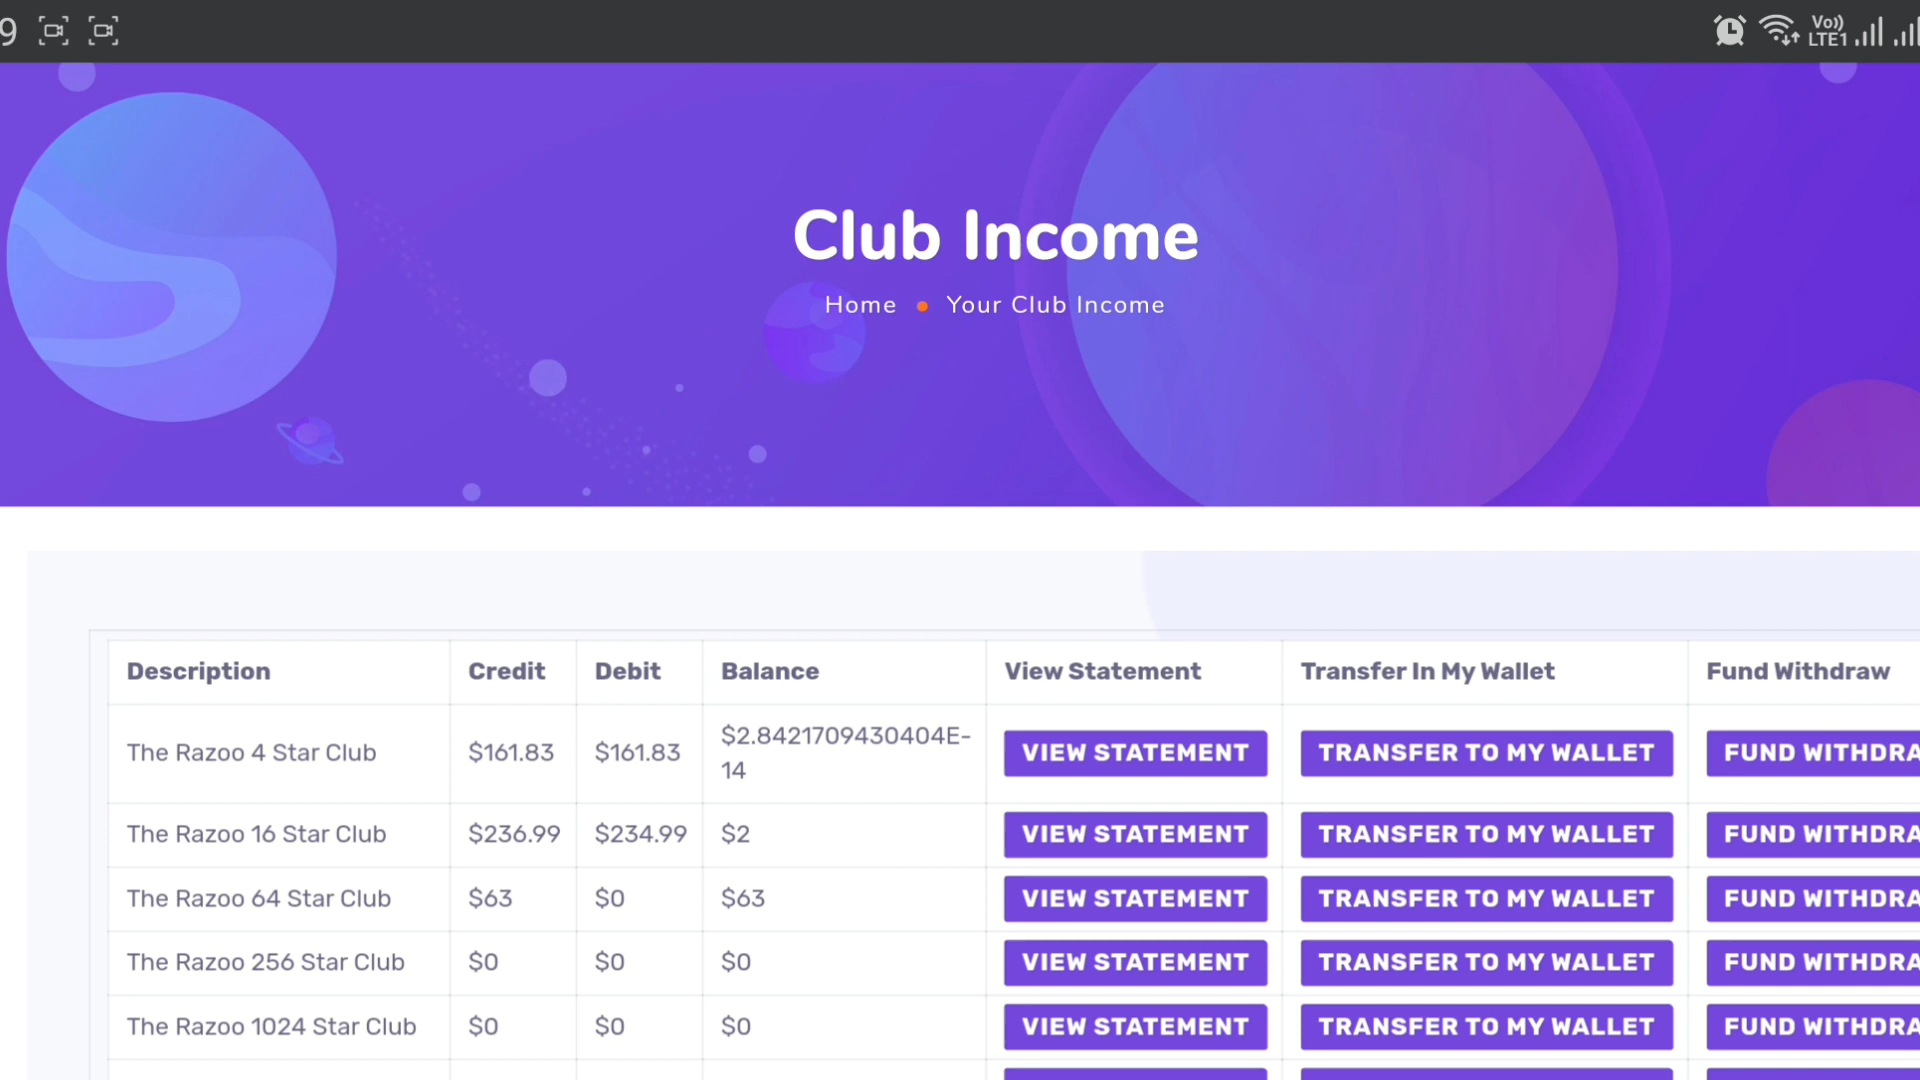 9 Vo)) LTE1
Club Income
Home Your Club Income
Description Credit Debit Balance View Statement Transfer In My Wallet Fund Withdraw
The Razoo 4 Star Club $161.83 $161.83 $2.8421709430404E-
14 VIEW STATEMENT TRANSFER TO MY WALLET FUND WITHDRA
The Razoo 16 Star Club $236.99 $234.99 $2 VIEW STATEMENT TRANSFER TO MY WALLET FUND WITHDRA
The Razoo 64 Star Club $63 $0 $63 VIEW STATEMENT TRANSFER TO MY WALLET FUND WITHDRA
The Razoo 256 Star Club $0 $0 $0 VIEW STATEMENT TRANSFER TO MY WALLET FUND WITHDRA
The Razoo 1024 Star Club $0 $0 $0 VIEW STATEMENT TRANSFER TO MY WALLET FUND WITHDRA